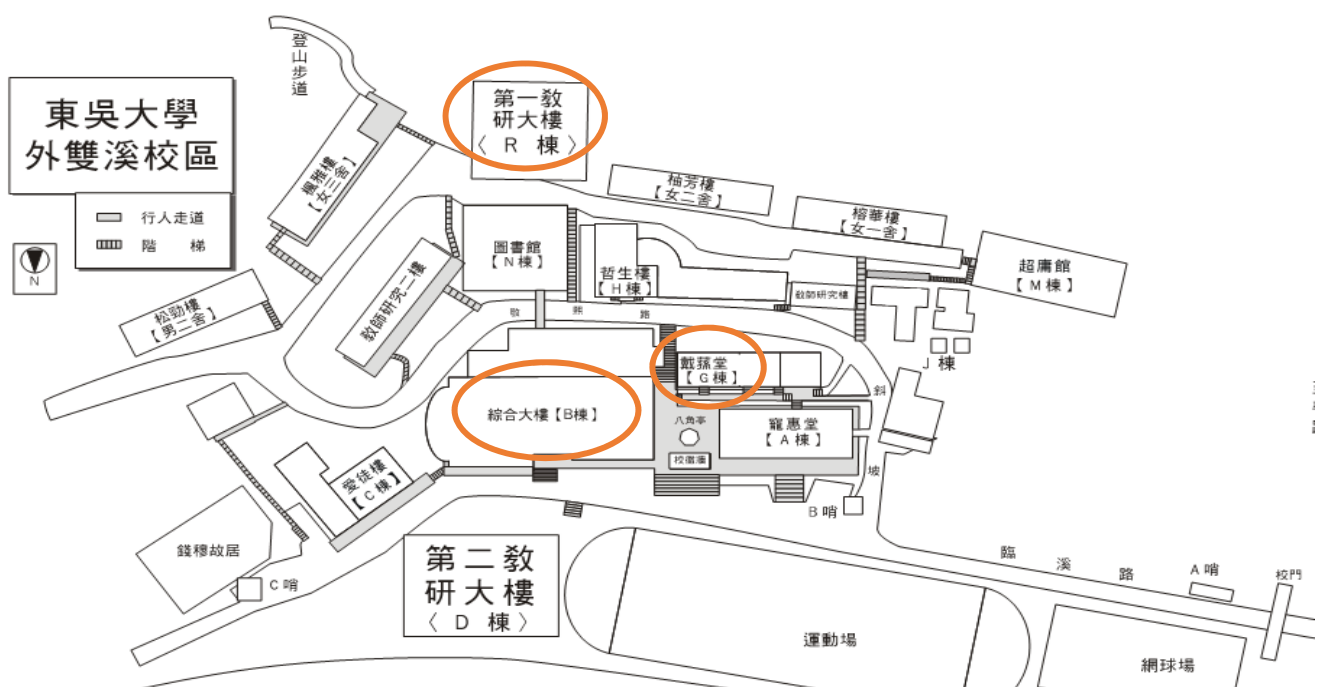 東吳大學
外雙溪校區
行人走道
階梯
N
登山步道
第一教
研大樓
〈R棟〉
楓雅樓
【女三舍】
柚芳樓
【女二舍】
榕華樓
【女一舍】
超庸館
【M棟】
圖書館
【N棟】
哲生樓
【H棟】
教師研究樓
教師研究二樓
松勁樓
【男二舍】
敬熙路
J棟
戴蓀堂
【G棟】
綜合大樓【B棟】
八角亭
校徽牆
寵惠堂
【A棟】
斜坡
愛徒樓
【C棟】
B哨
錢穆故居
C哨
第二教
研大樓
〈D棟〉
臨溪路
A哨
校門
運動場
網球場